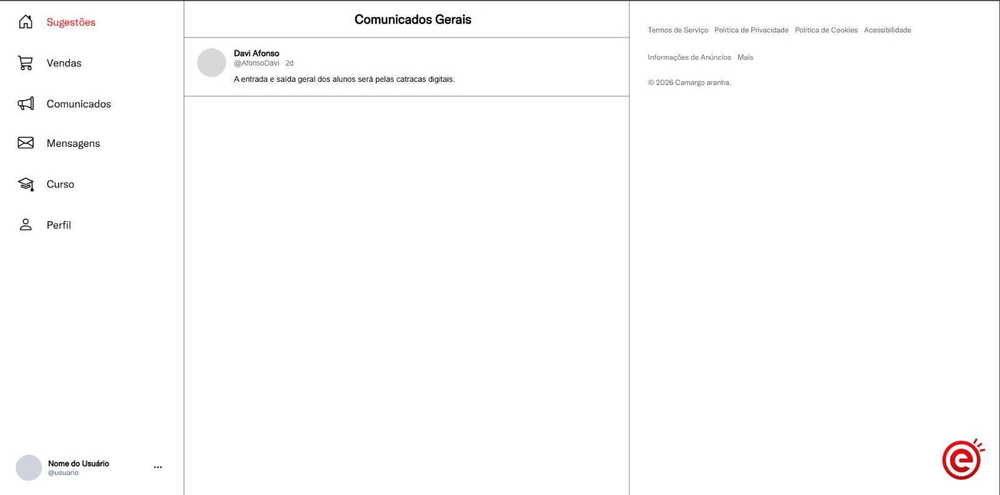 Sugestões
Vendas
Comunicados
Mensagens
Curso
Perfil
Nome do Usuário
@usuario
...
Comunicados Gerais
Davi Afonso
@AfonsoDavi · 2d
A entrada e saída geral dos alunos será pelas catracas digitais.
Termos de Serviço Política de Privacidade Política de Cookies Acessibilidade
Informações de Anúncios Mais
© 2026 Camargo aranha.
e